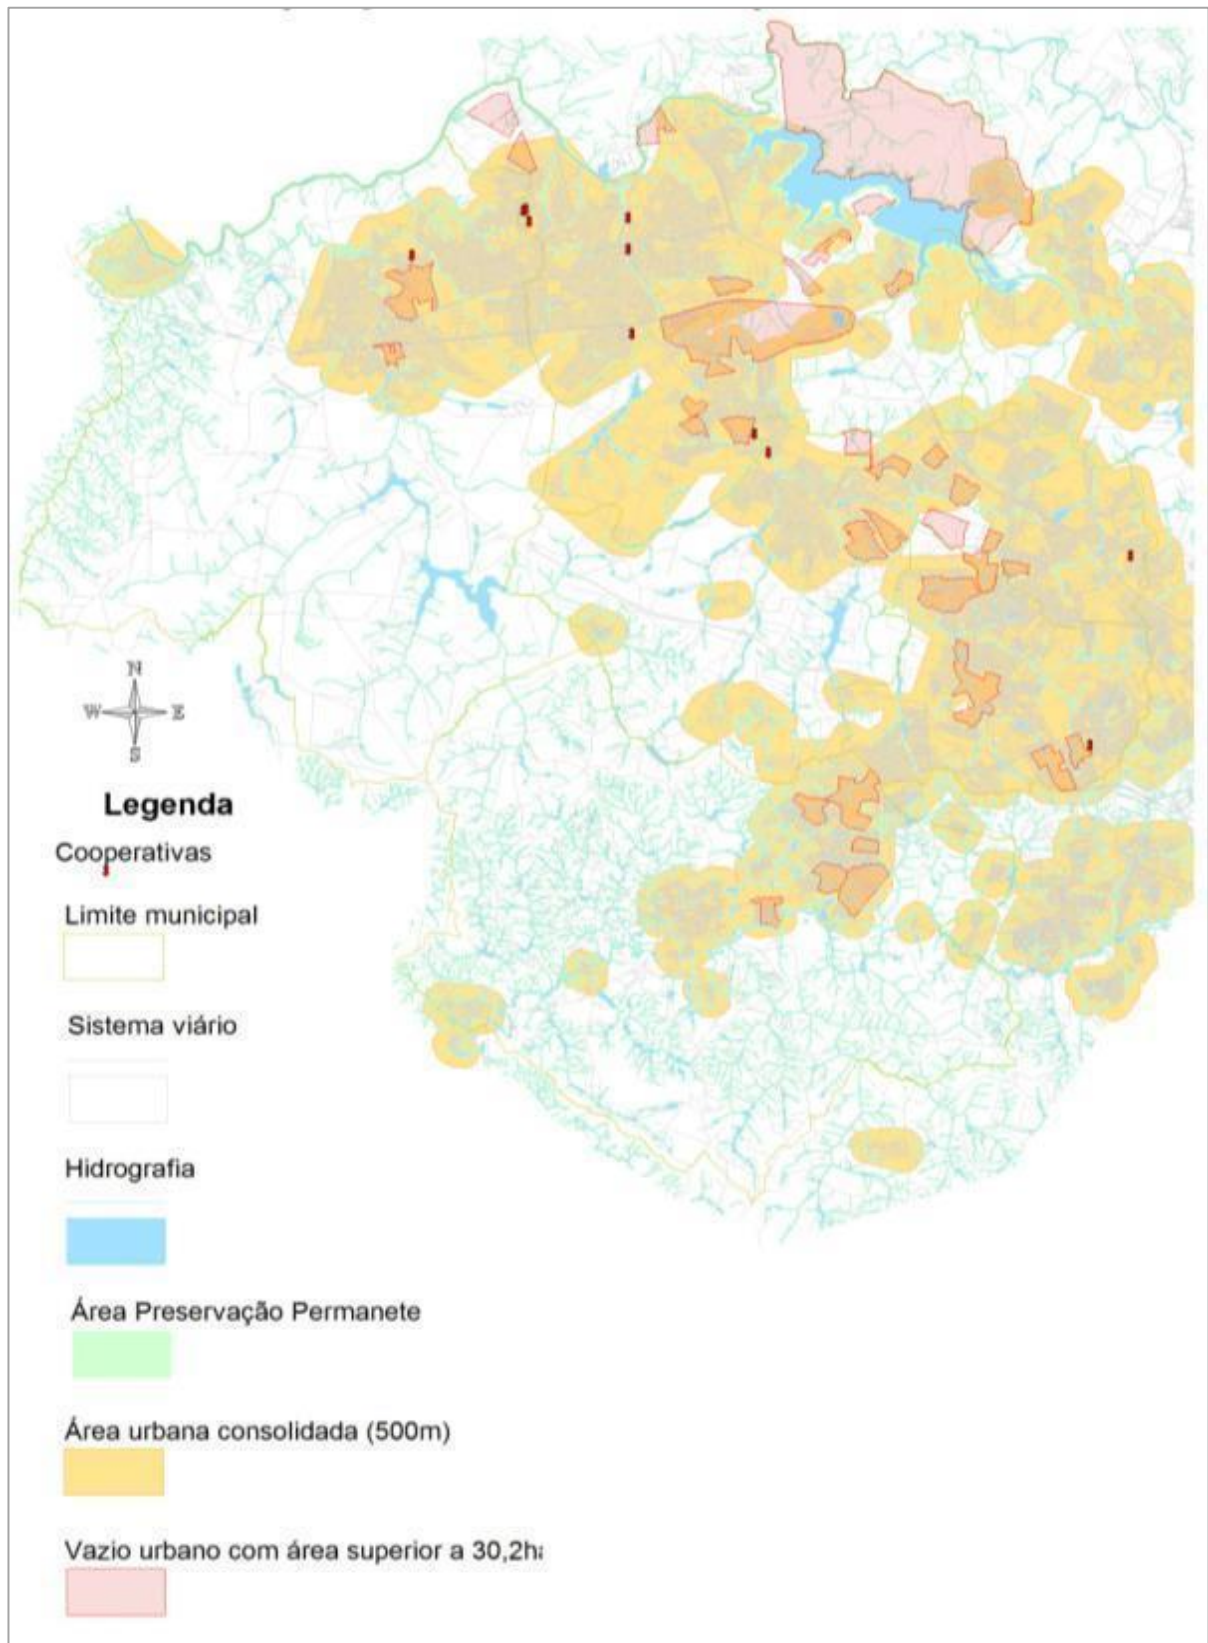 N
W E
S
Legenda
Cooperativas
Limite municipal
Sistema viário
Hidrografia
Área Preservação Permanete
Área urbana consolidada (500m)
Vazio urbano com área superior a 30,2h